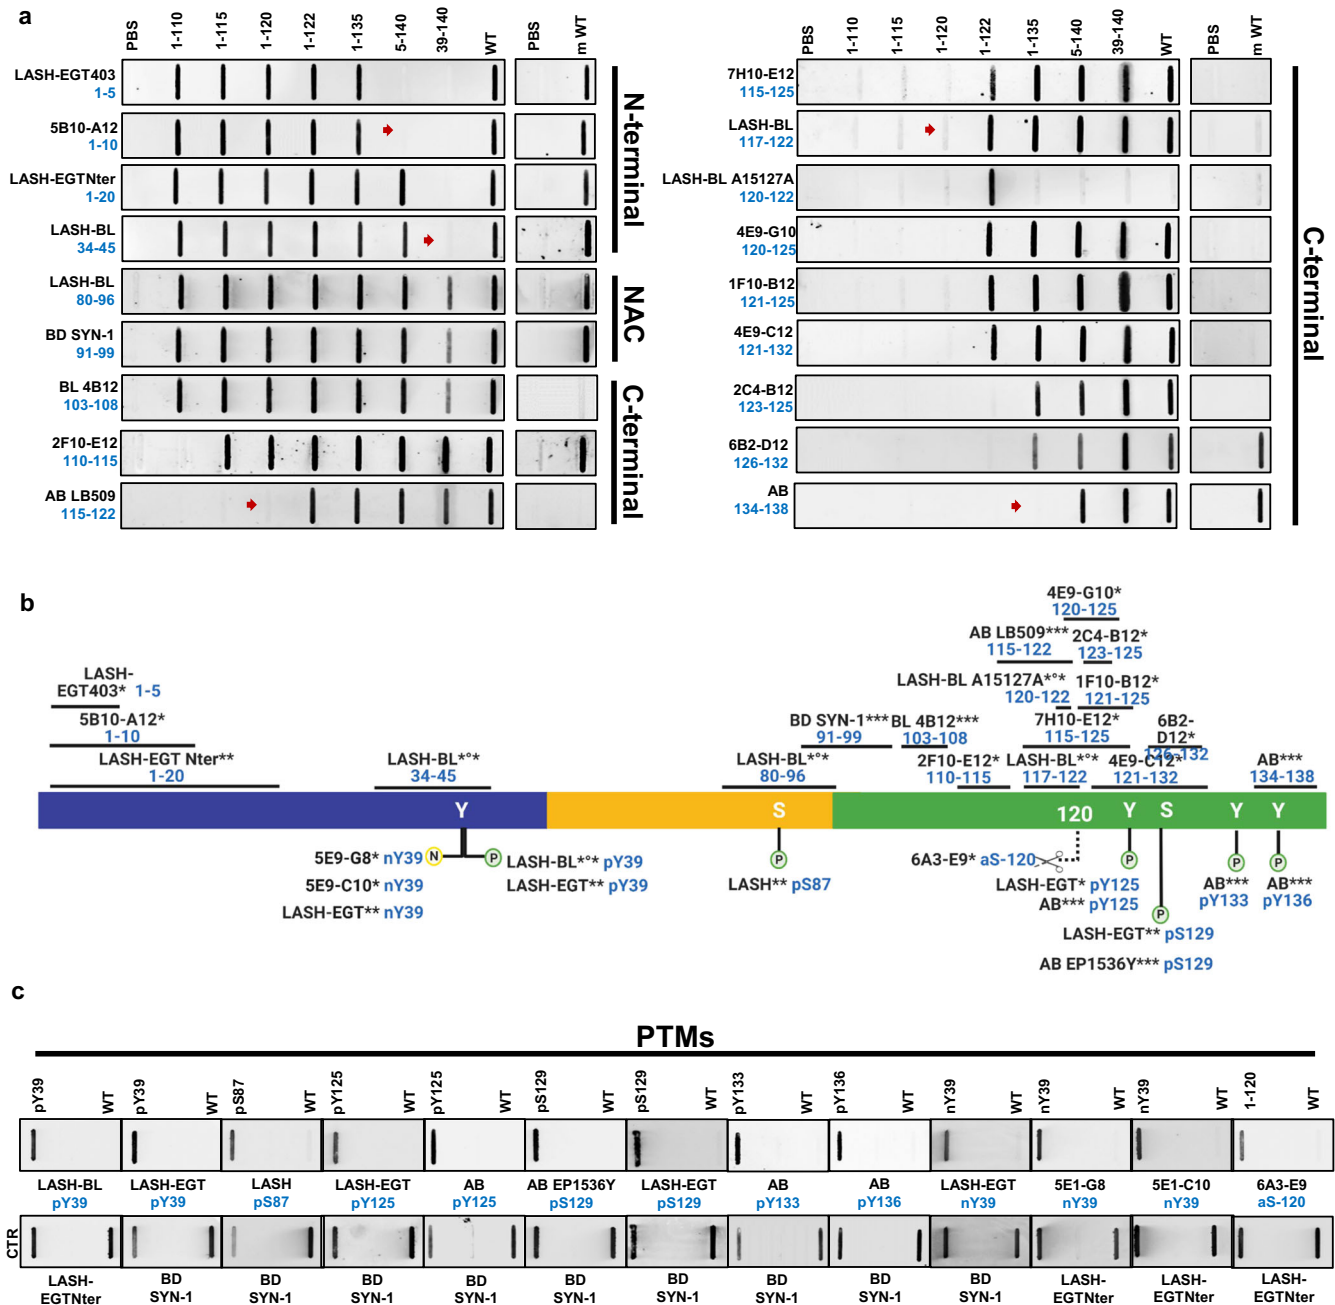 a
PBS 1-110 1-115 1-120 1-122 1-135 5-140 39-140 WT PBS m WT
LASH-EGT403
1-5
5B10-A12
1-10
LASH-EGTNter
1-20
LASH-BL
34-45
LASH-BL
80-96
BD SYN-1
91-99
BL 4B12
103-108
2F10-E12
110-115
AB LB509
115-122
N-terminal
NAC
C-terminal
PBS 1-110 1-115 1-120 1-122 1-135 5-140 39-140 WT PBS m WT
7H10-E12
115-125
LASH-BL
117-122
LASH-BL A15127A
120-122
4E9-G10
120-125
1F10-B12
121-125
4E9-C12
121-132
2C4-B12
123-125
6B2-D12
126-132
AB
134-138
C-terminal
b
4E9-G10*
120-125
AB LB509*** 2C4-B12*
115-122 123-125
LASH-
EGT403* 1-5
LASH-BL A15127A*°* 1F10-B12*
120-122 121-125
5B10-A12*
1-10
BD SYN-1*** BL 4B12*** 7H10-E12* 6B2-
D12*
91-99 103-108 115-125 126-132
LASH-EGT Nter** LASH-BL*°* LASH-BL*°* 2F10-E12* LASH-BL*°* 4E9-C12* AB***
1-20 34-45 80-96 110-115 117-122 121-132 134-138
Y S 120 Y S Y Y
N P P P P P P
5E9-G8* nY39 LASH-BL*°* pY39
5E9-C10* nY39 LASH-EGT** pY39
LASH-EGT** nY39
LASH** pS87
6A3-E9* aS-120
LASH-EGT* pY125
AB*** pY125
LASH-EGT** pS129
AB EP1536Y*** pS129
AB***
pY133
AB***
pY136
c
PTMs
pY39 WT pY39 WT pS87 WT pY125 WT pY125 WT pS129 WT pS129 WT pY133 WT pY136 WT nY39 WT nY39 WT nY39 WT 1-120 WT
LASH-BL LASH-EGT LASH LASH-EGT AB AB EP1536Y LASH-EGT AB AB LASH-EGT 5E1-G8 5E1-C10 6A3-E9
pY39 pY39 pS87 pY125 pY125 pS129 pS129 pY133 pY136 nY39 nY39 nY39 aS-120
CTR
LASH- BD BD BD BD BD BD BD BD BD LASH- LASH- LASH-
EGTNter SYN-1 SYN-1 SYN-1 SYN-1 SYN-1 SYN-1 SYN-1 SYN-1 SYN-1 EGTNter EGTNter EGTNter